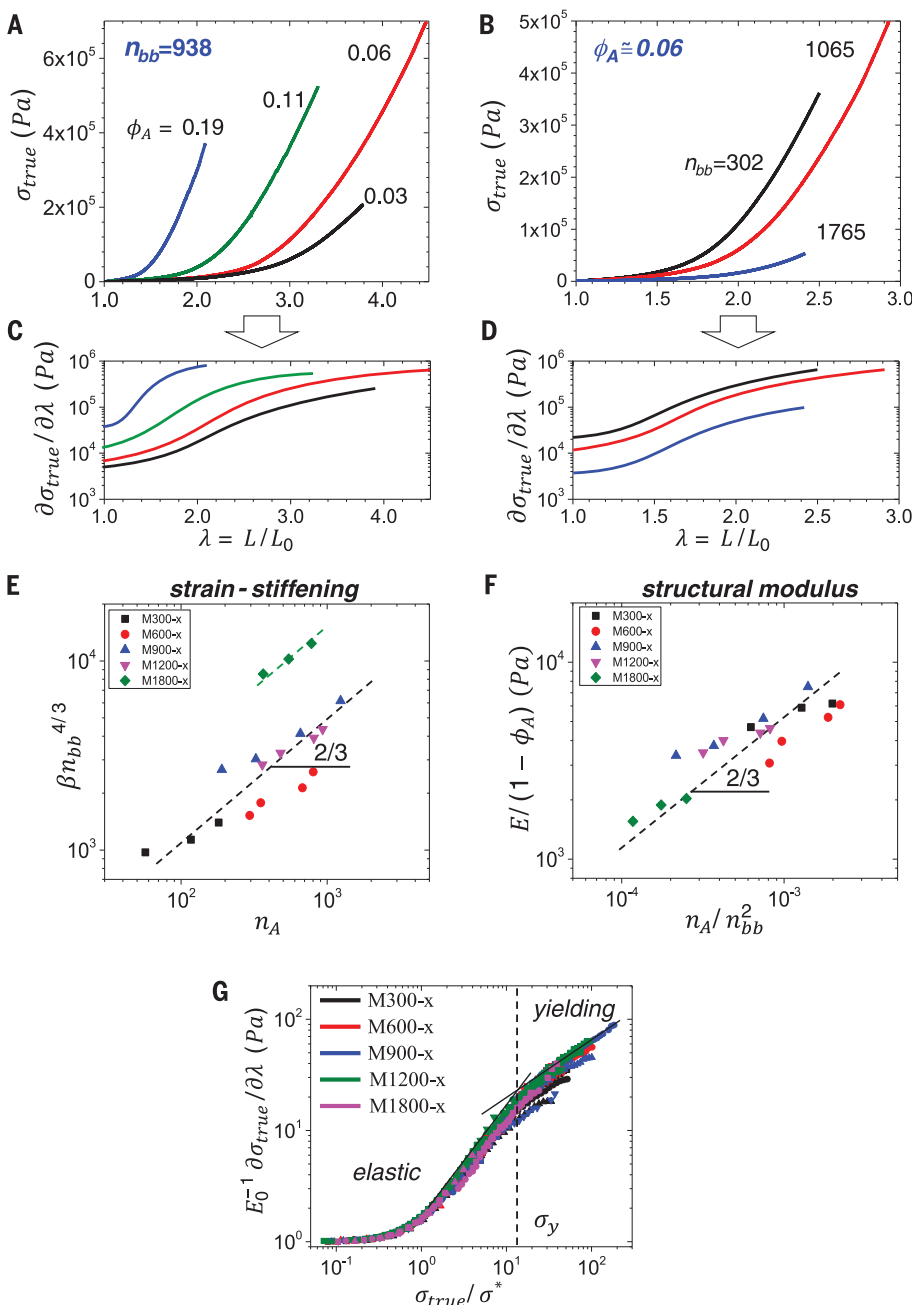 A
n_bb=938
σ_true (Pa)
6x10^5
4x10^5
2x10^5
0
ϕ_A = 0.19
0.11
0.06
0.03
1.0 2.0 3.0 4.0
B
ϕ_A ≅ 0.06
σ_true (Pa)
5x10^5
4x10^5
3x10^5
2x10^5
1x10^5
0
1065
n_bb=302
1765
1.0 1.5 2.0 2.5 3.0
C
∂σ_true/∂λ (Pa)
10^6
10^5
10^4
10^3
1.0 2.0 3.0 4.0
λ = L/L_0
D
∂σ_true/∂λ (Pa)
10^6
10^5
10^4
10^3
1.0 1.5 2.0 2.5 3.0
λ = L/L_0
E
strain-stiffening
M300-x
M600-x
M900-x
M1200-x
M1800-x
βn_bb^4/3
10^4
10^3
2/3
10^2 10^3
n_A
F
structural modulus
M300-x
M600-x
M900-x
M1200-x
M1800-x
E/(1 − ϕ_A) (Pa)
10^4
10^3
2/3
10^-4 10^-3
n_A/n_bb^2
G
M300-x
M600-x
M900-x
M1200-x
M1800-x
yielding
elastic
σ_y
E_0^-1 ∂σ_true/∂λ (Pa)
10^2
10^1
10^0
10^-1 10^0 10^1 10^2
σ_true/σ^*